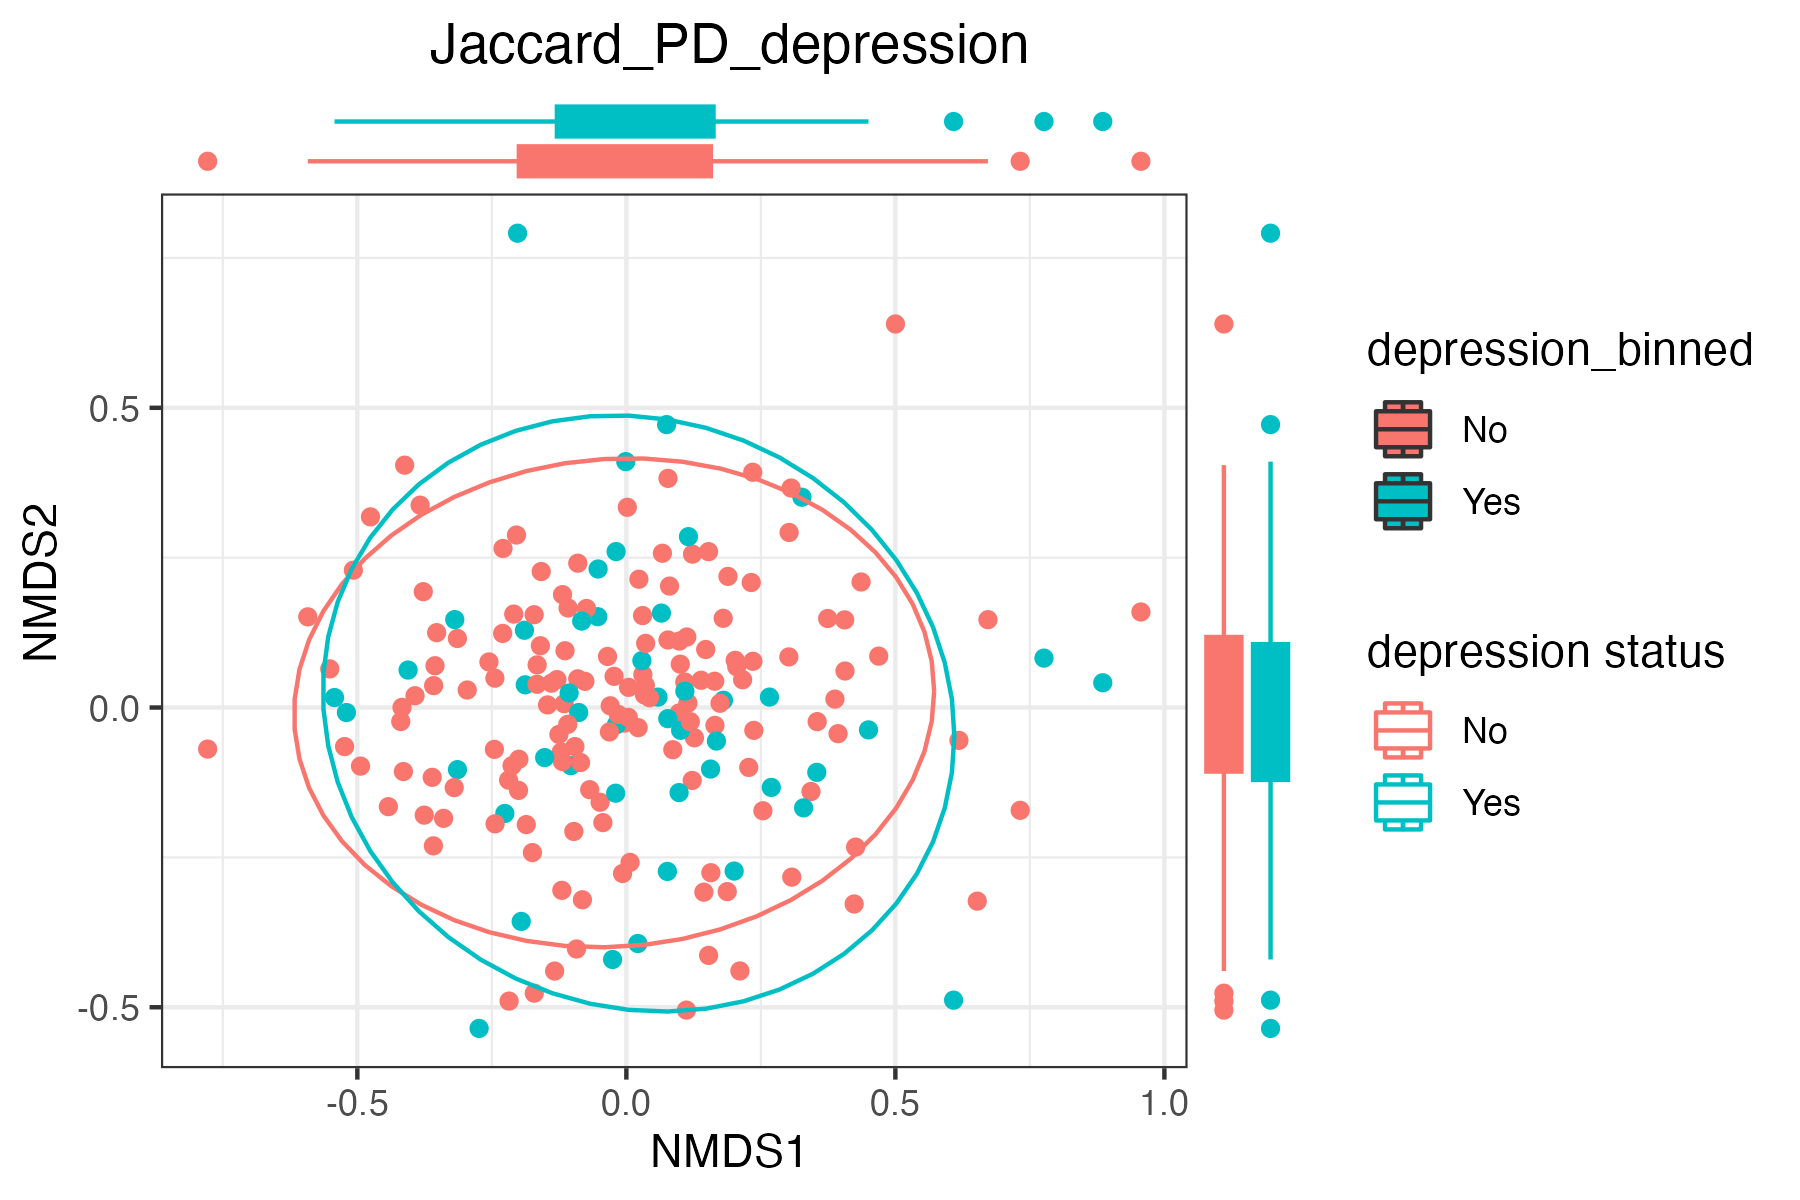 Jaccard_PD_depression
NMDS2
0.5
0.0
-0.5
-0.5
0.0
0.5
1.0
NMDS1
depression_binned
No
Yes
depression status
No
Yes